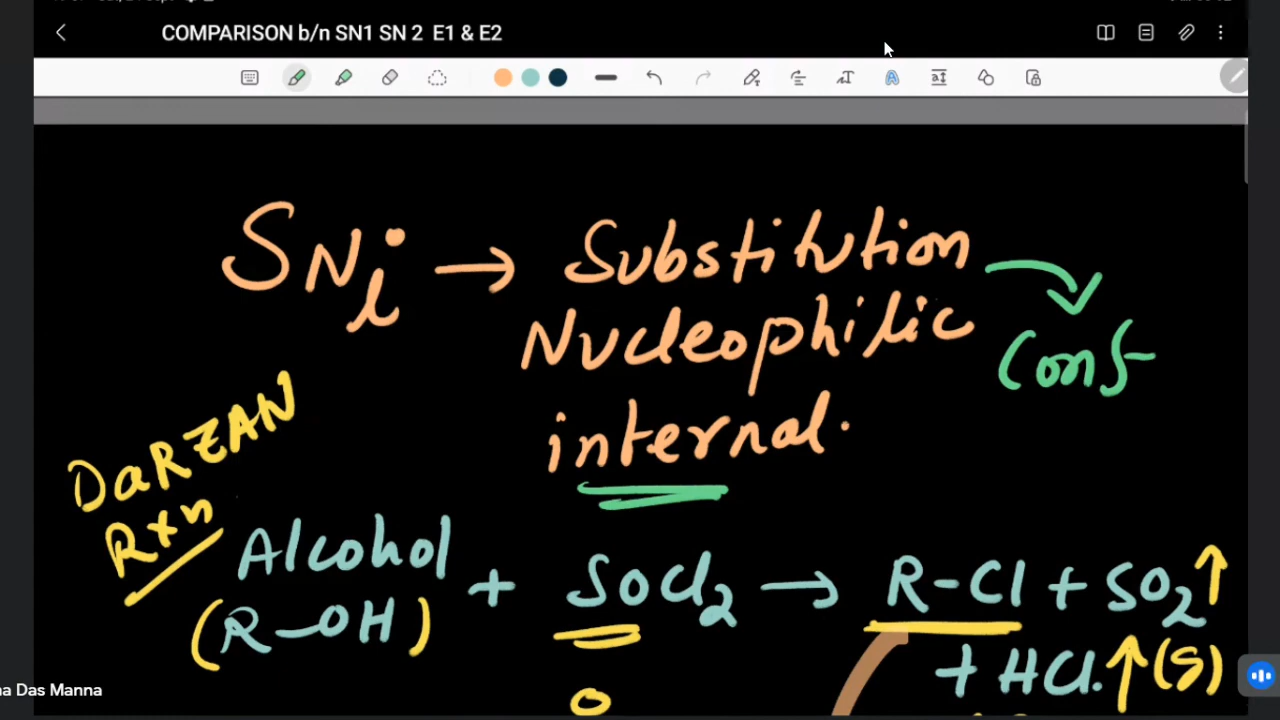 COMPARISON b/n SN1 SN 2 E1 & E2
SNi → Substitution
Nucleophilic
internal.
Conf
DaRZAN
Rxn
Alcohol + SOCl2 → R-Cl + SO2↑
(R-OH)
+ HCl.↑(g)
a Das Manna